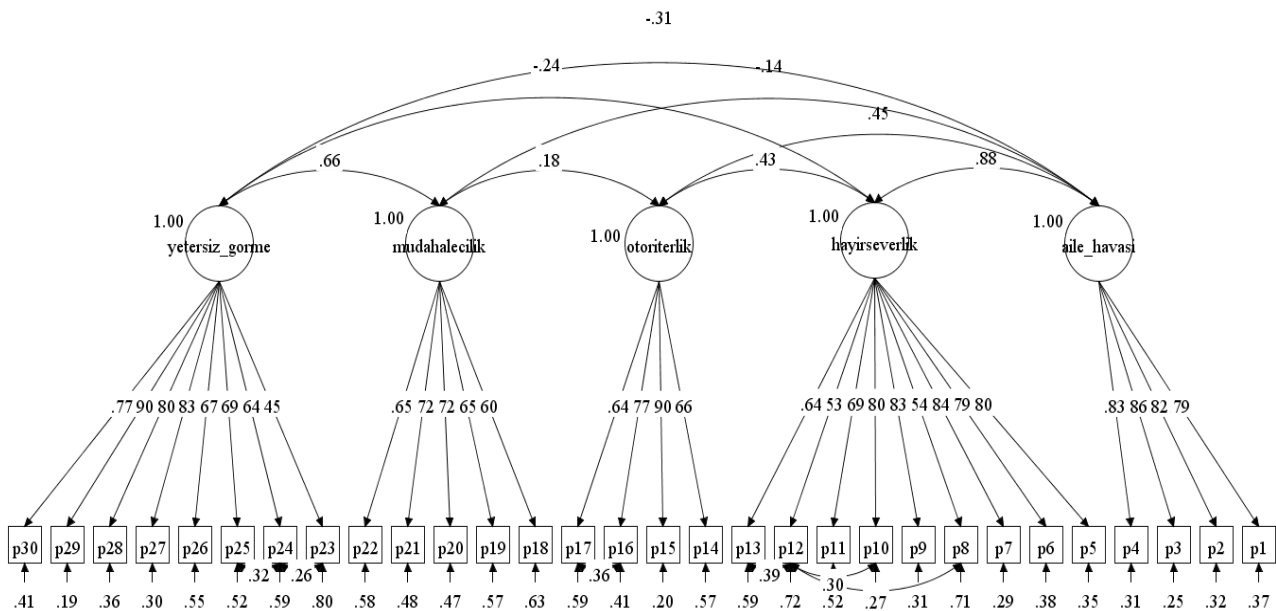 -.31
-.24 -.14
.45
.66 .18 .43 .88
1.00 1.00 1.00 1.00 1.00
yetersiz_gorme mudahalecilik otoriterlik hayirseverlik aile_havasi
.77 90 80 83 67 69 64 45 .65 72 72 65 60 .64 77 90 66 .64 53 69 80 83 54 84 79 80 .83 86 82 79
p30 p29 p28 p27 p26 p25 p24 p23 p22 p21 p20 p19 p18 p17 p16 p15 p14 p13 p12 p11 p10 p9 p8 p7 p6 p5 p4 p3 p2 p1
.32 .26 .36 .39 .30
.41 .19 .36 .30 .55 .52 .59 .80 .58 .48 .47 .57 .63 .59 .41 .20 .57 .59 .72 .52 .27 .31 .71 .29 .38 .35 .31 .25 .32 .37